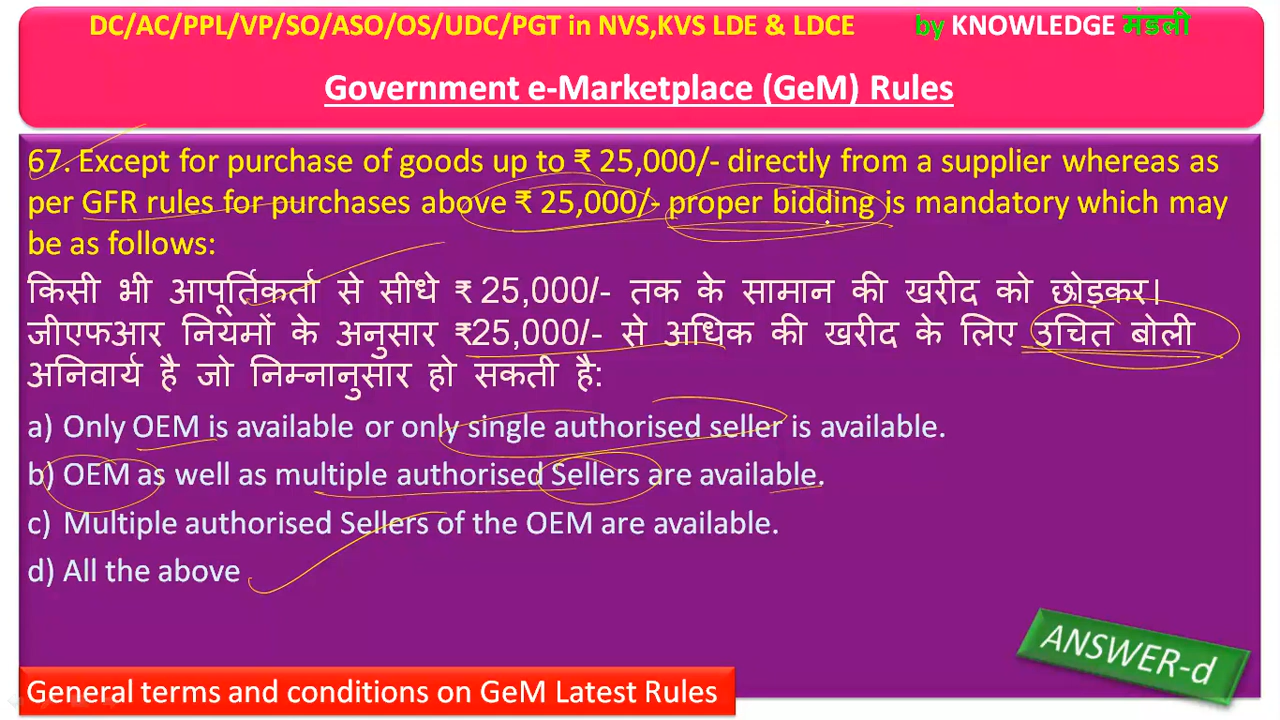 DC/AC/PPL/VP/SO/ASO/OS/UDC/PGT in NVS,KVS LDE & LDCE by KNOWLEDGE मंडली
Government e-Marketplace (GeM) Rules
67. Except for purchase of goods up to ₹ 25,000/- directly from a supplier whereas as
per GFR rules for purchases above ₹ 25,000/- proper bidding is mandatory which may
be as follows:
किसी भी आपूर्तिकर्ता से सीधे ₹ 25,000/- तक के सामान की खरीद को छोड़कर।
जीएफआर नियमों के अनुसार ₹25,000/- से अधिक की खरीद के लिए उचित बोली
अनिवार्य है जो निम्नानुसार हो सकती है:
a) Only OEM is available or only single authorised seller is available.
b) OEM as well as multiple authorised Sellers are available.
c) Multiple authorised Sellers of the OEM are available.
d) All the above
ANSWER-d
General terms and conditions on GeM Latest Rules